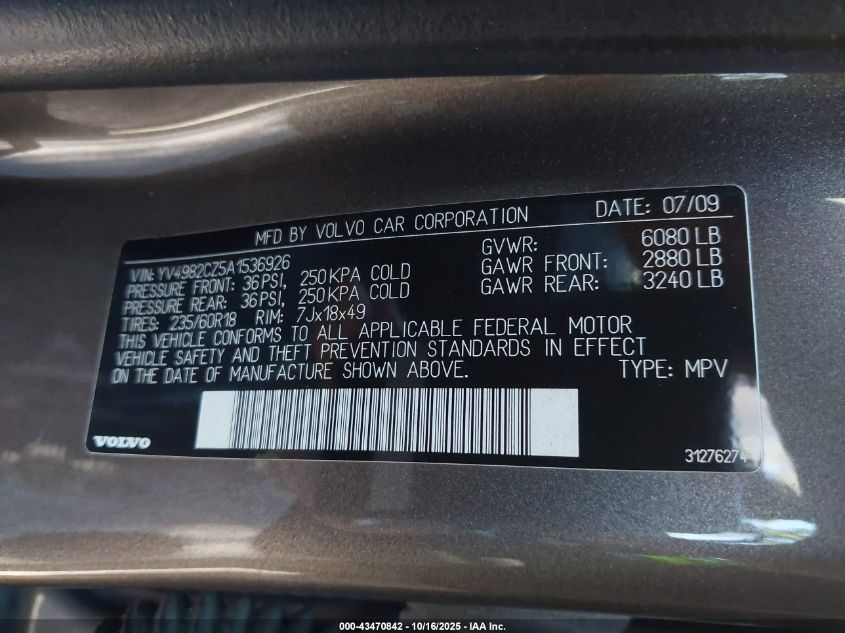 MFD BY VOLVO CAR CORPORATION DATE: 07/09
VIN: YV4982CZ5A1536926 GVWR: 6080 LB
PRESSURE FRONT: 36 PSI, 250 KPA COLD GAWR FRONT: 2880 LB
PRESSURE REAR: 36 PSI, 250 KPA COLD GAWR REAR: 3240 LB
TIRES: 235/60R18 RIM: 7Jx18x49
THIS VEHICLE CONFORMS TO ALL APPLICABLE FEDERAL MOTOR
VEHICLE SAFETY AND THEFT PREVENTION STANDARDS IN EFFECT
ON THE DATE OF MANUFACTURE SHOWN ABOVE. TYPE: MPV
VOLVO
31276274
000-43470842 - 10/16/2025 - IAA Inc.